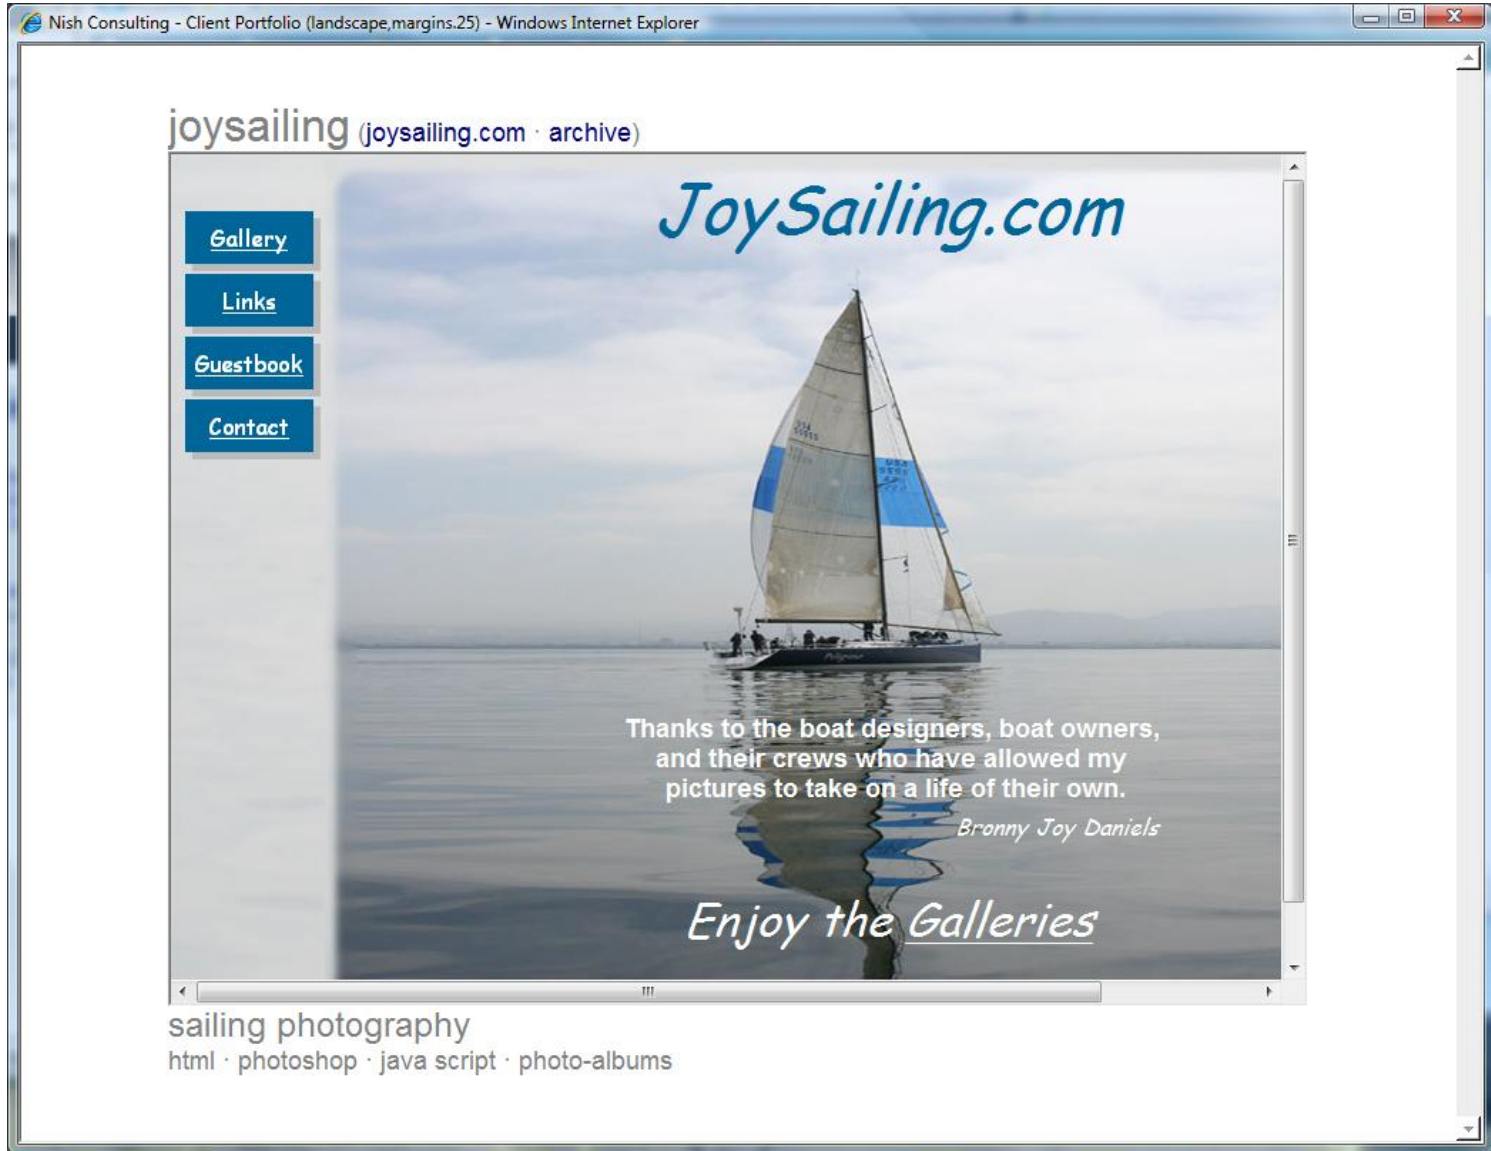 Nish Consulting - Client Portfolio (landscape,margins.25) - Windows Internet Explorer
joysailing (joysailing.com · archive)
JoySailing.com
Gallery
Links
Guestbook
Contact
USA
Thanks to the boat designers, boat owners,
and their crews who have allowed my
pictures to take on a life of their own.
Bronny Joy Daniels
Enjoy the Galleries
sailing photography
html · photoshop · java script · photo-albums